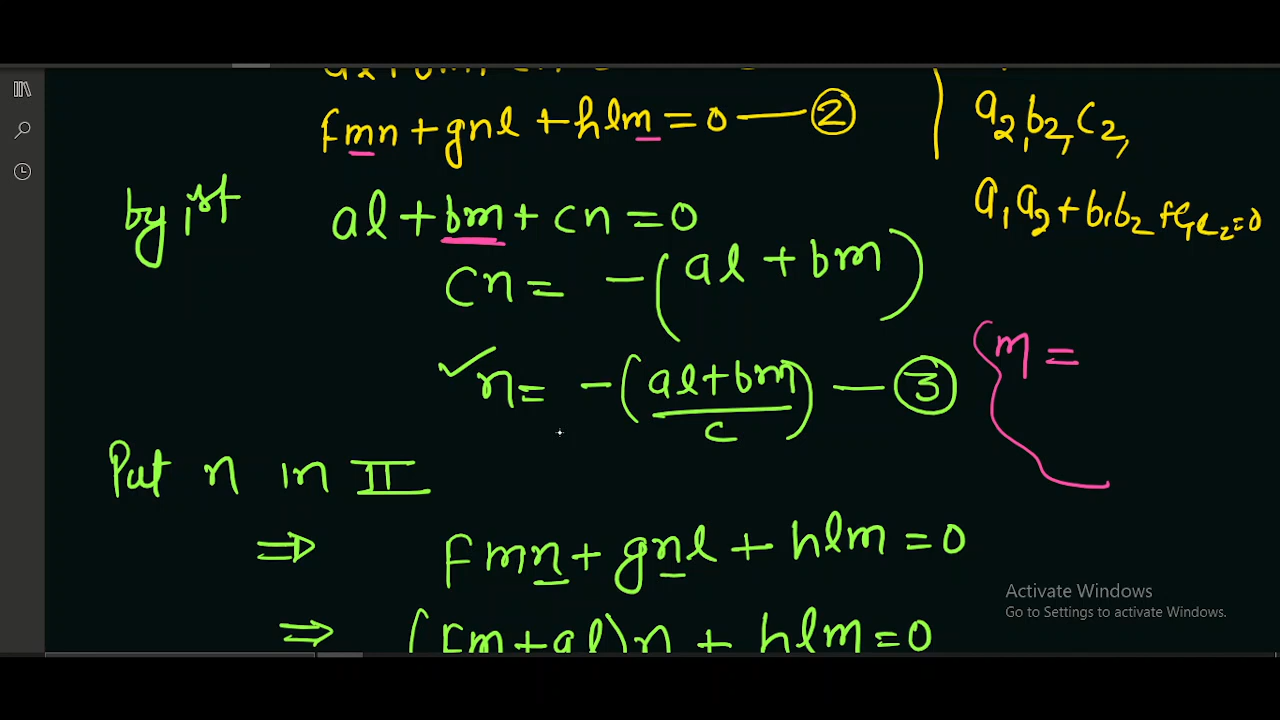 fmn + gnl + hlm = 0 — ②
a₂, b₂, c₂,
a₁a₂ + b₁b₂ + c₁c₂ = 0
by 1st al + bm + cn = 0
cn = -(al + bm)
✓n = -(al+bm/c) — ③
m =
Put n in II
⇒ fmn + gnl + hlm = 0
Activate Windows
Go to Settings to activate Windows.
⇒ (fm + gl)n + hlm = 0